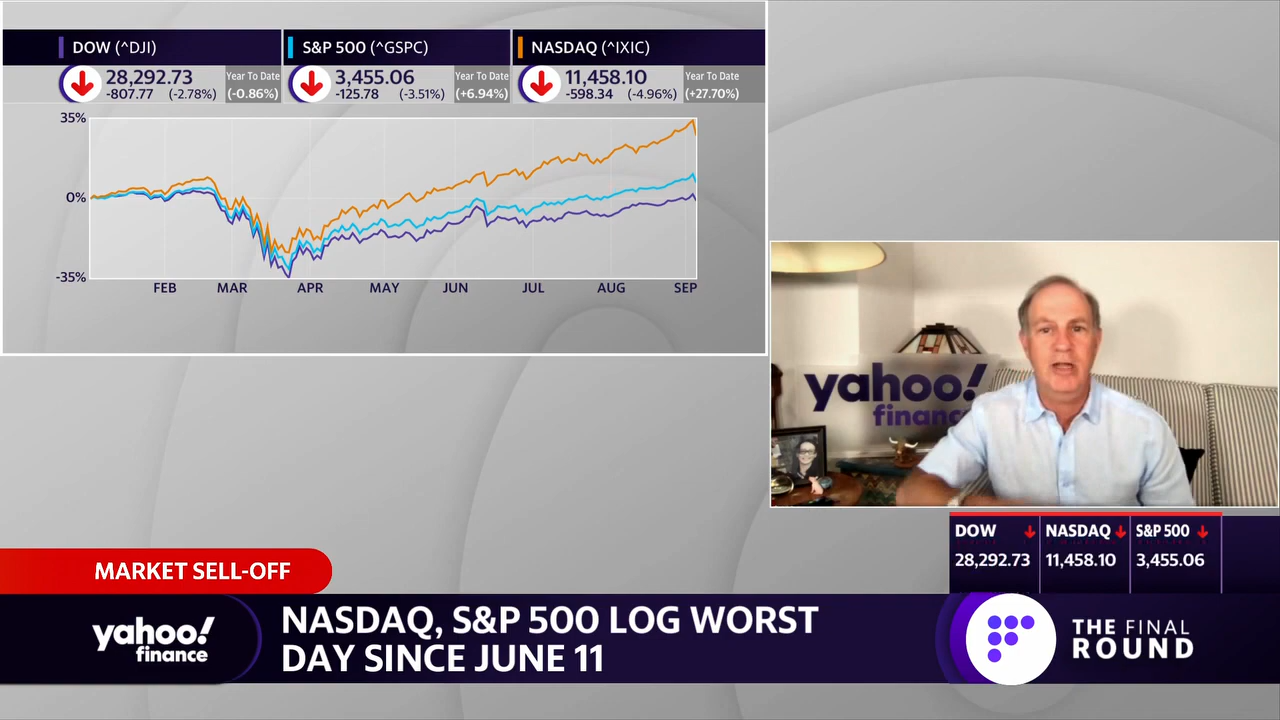 DOW (^DJI)
28,292.73
-807.77 (-2.78%)
Year To Date
(-0.86%)
S&P 500 (^GSPC)
3,455.06
-125.78 (-3.51%)
Year To Date
(+6.94%)
NASDAQ (^IXIC)
11,458.10
-598.34 (-4.96%)
Year To Date
(+27.70%)
35%
0%
-35%
FEB MAR APR MAY JUN JUL AUG SEP
yahoo!
finance
DOW NASDAQ S&P 500
28,292.73 11,458.10 3,455.06
MARKET SELL-OFF
yahoo!
finance
NASDAQ, S&P 500 LOG WORST
DAY SINCE JUNE 11
THE FINAL
ROUND